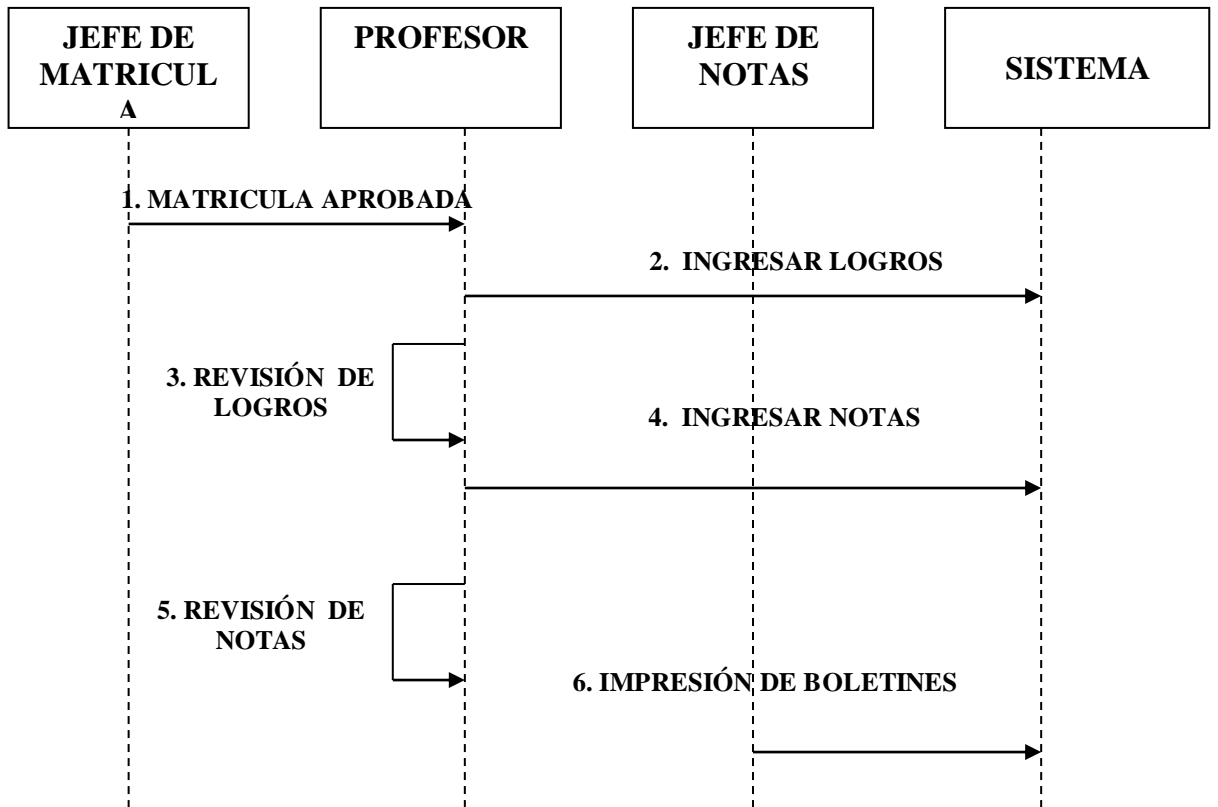 JEFE DE
MATRICUL
A
PROFESOR
JEFE DE
NOTAS
SISTEMA
1. MATRICULA APROBADA
2. INGRESAR LOGROS
3. REVISIÓN DE
LOGROS
4. INGRESAR NOTAS
5. REVISIÓN DE
NOTAS
6. IMPRESIÓN DE BOLETINES